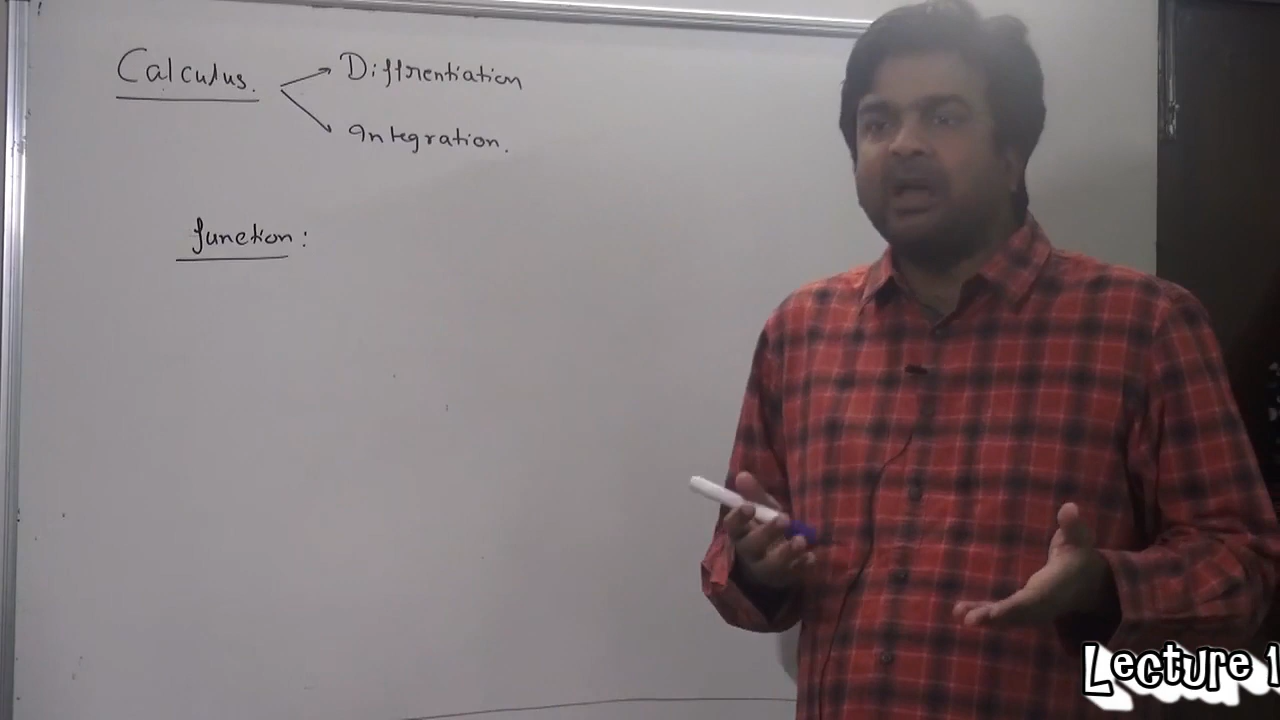 Calculus.
Diffrentiation
Integration.
function:
Lecture 1